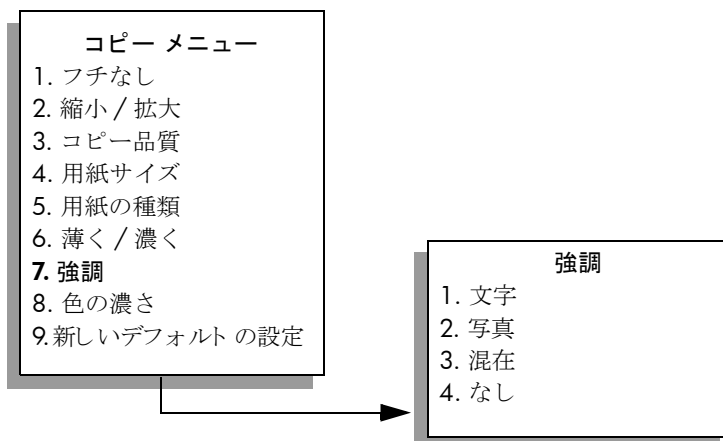 コピー メニュー
1. フチなし
2. 縮小 / 拡大
3. コピー品質
4. 用紙サイズ
5. 用紙の種類
6. 薄く / 濃く
7. 強調
8. 色の濃さ
9.新しいデフォルト の設定
強調
1. 文字
2. 写真
3. 混在
4. なし